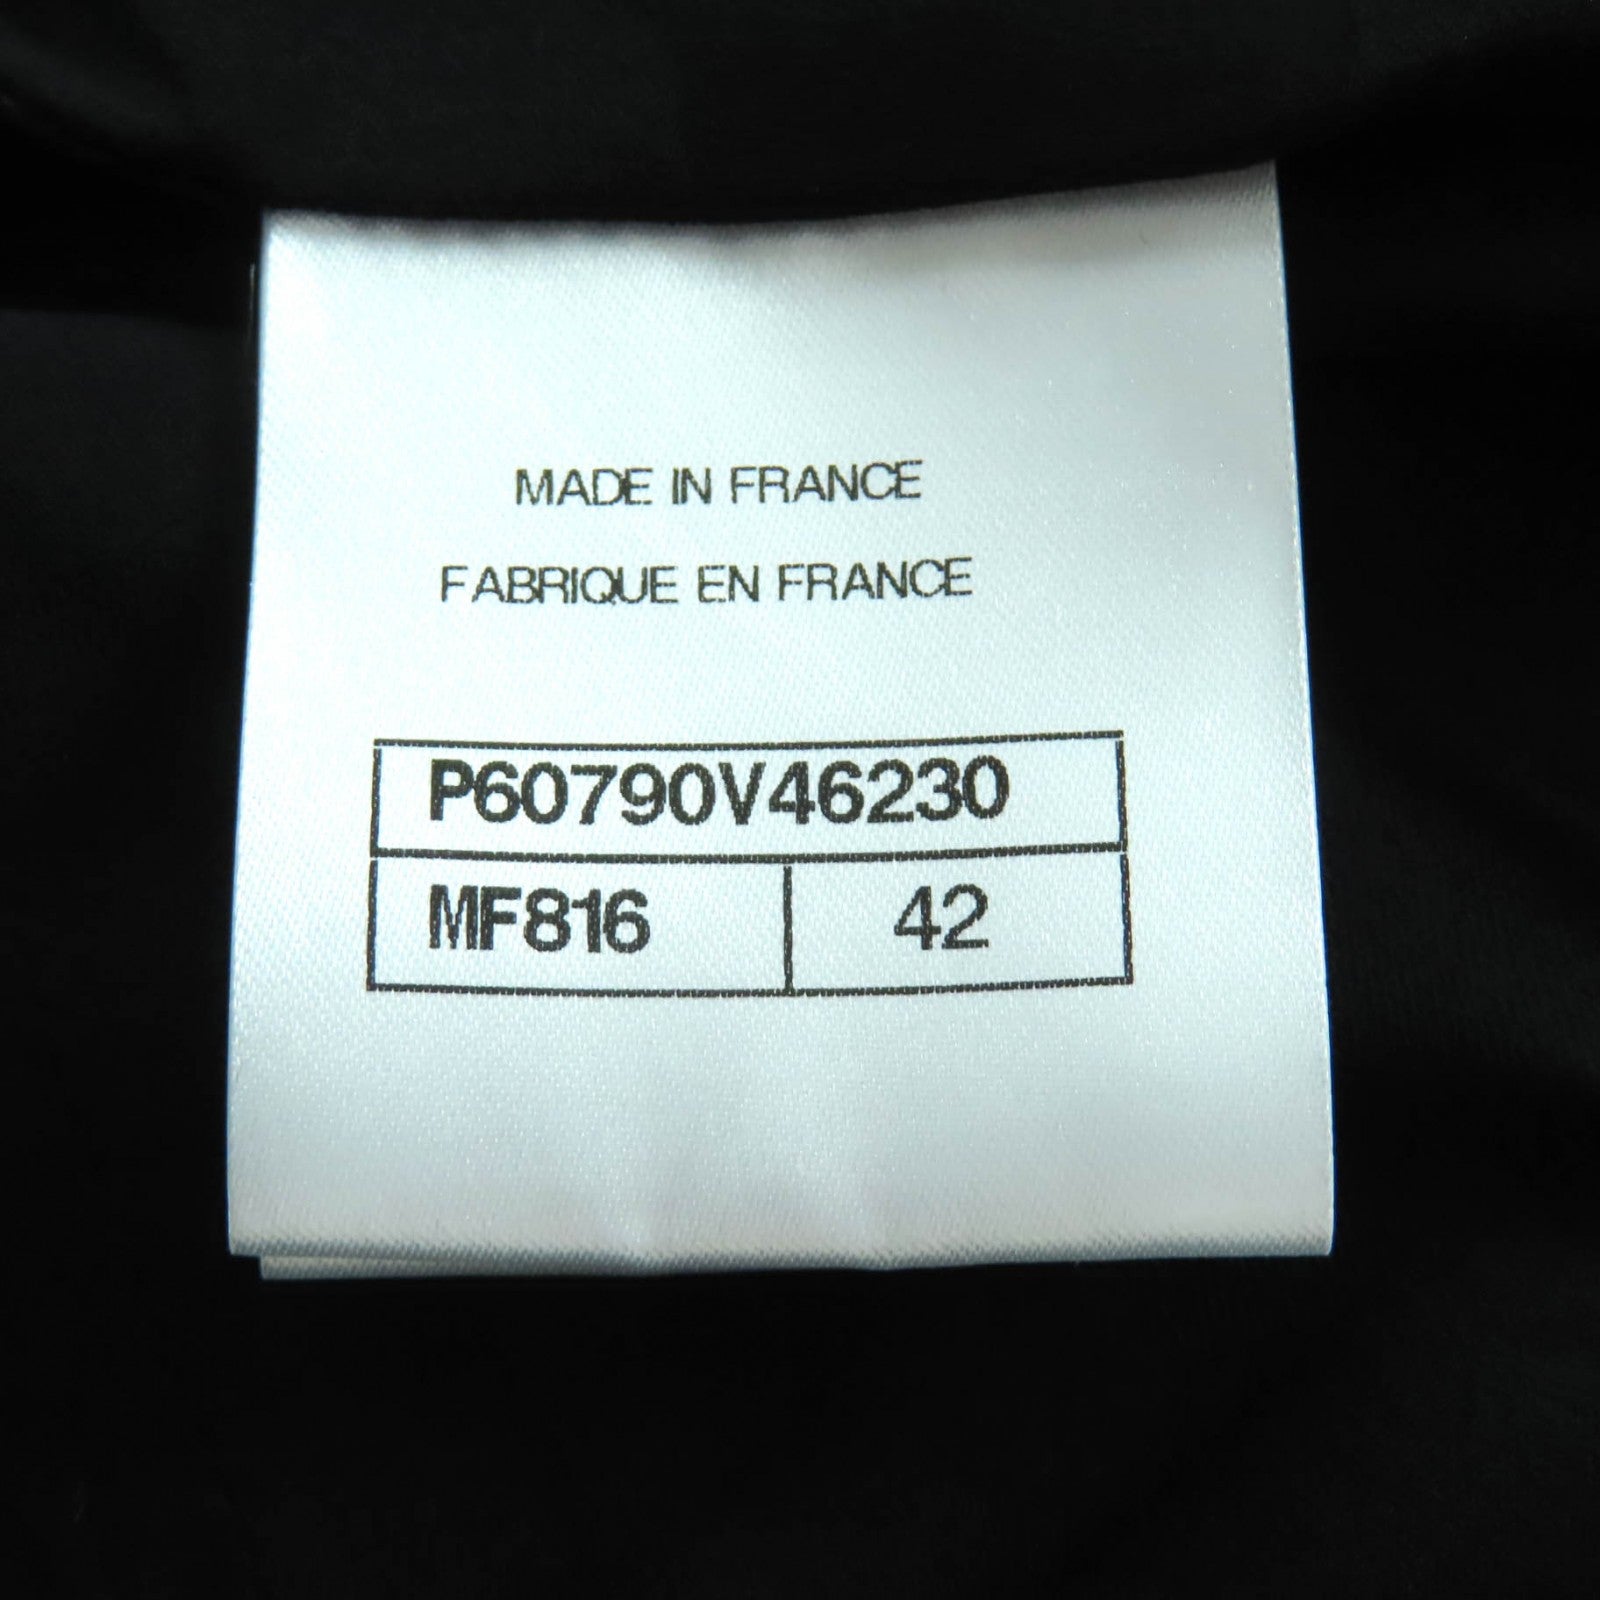 MADE IN FRANCE
FABRIQUE EN FRANCE
P60790V46230
MF816 42